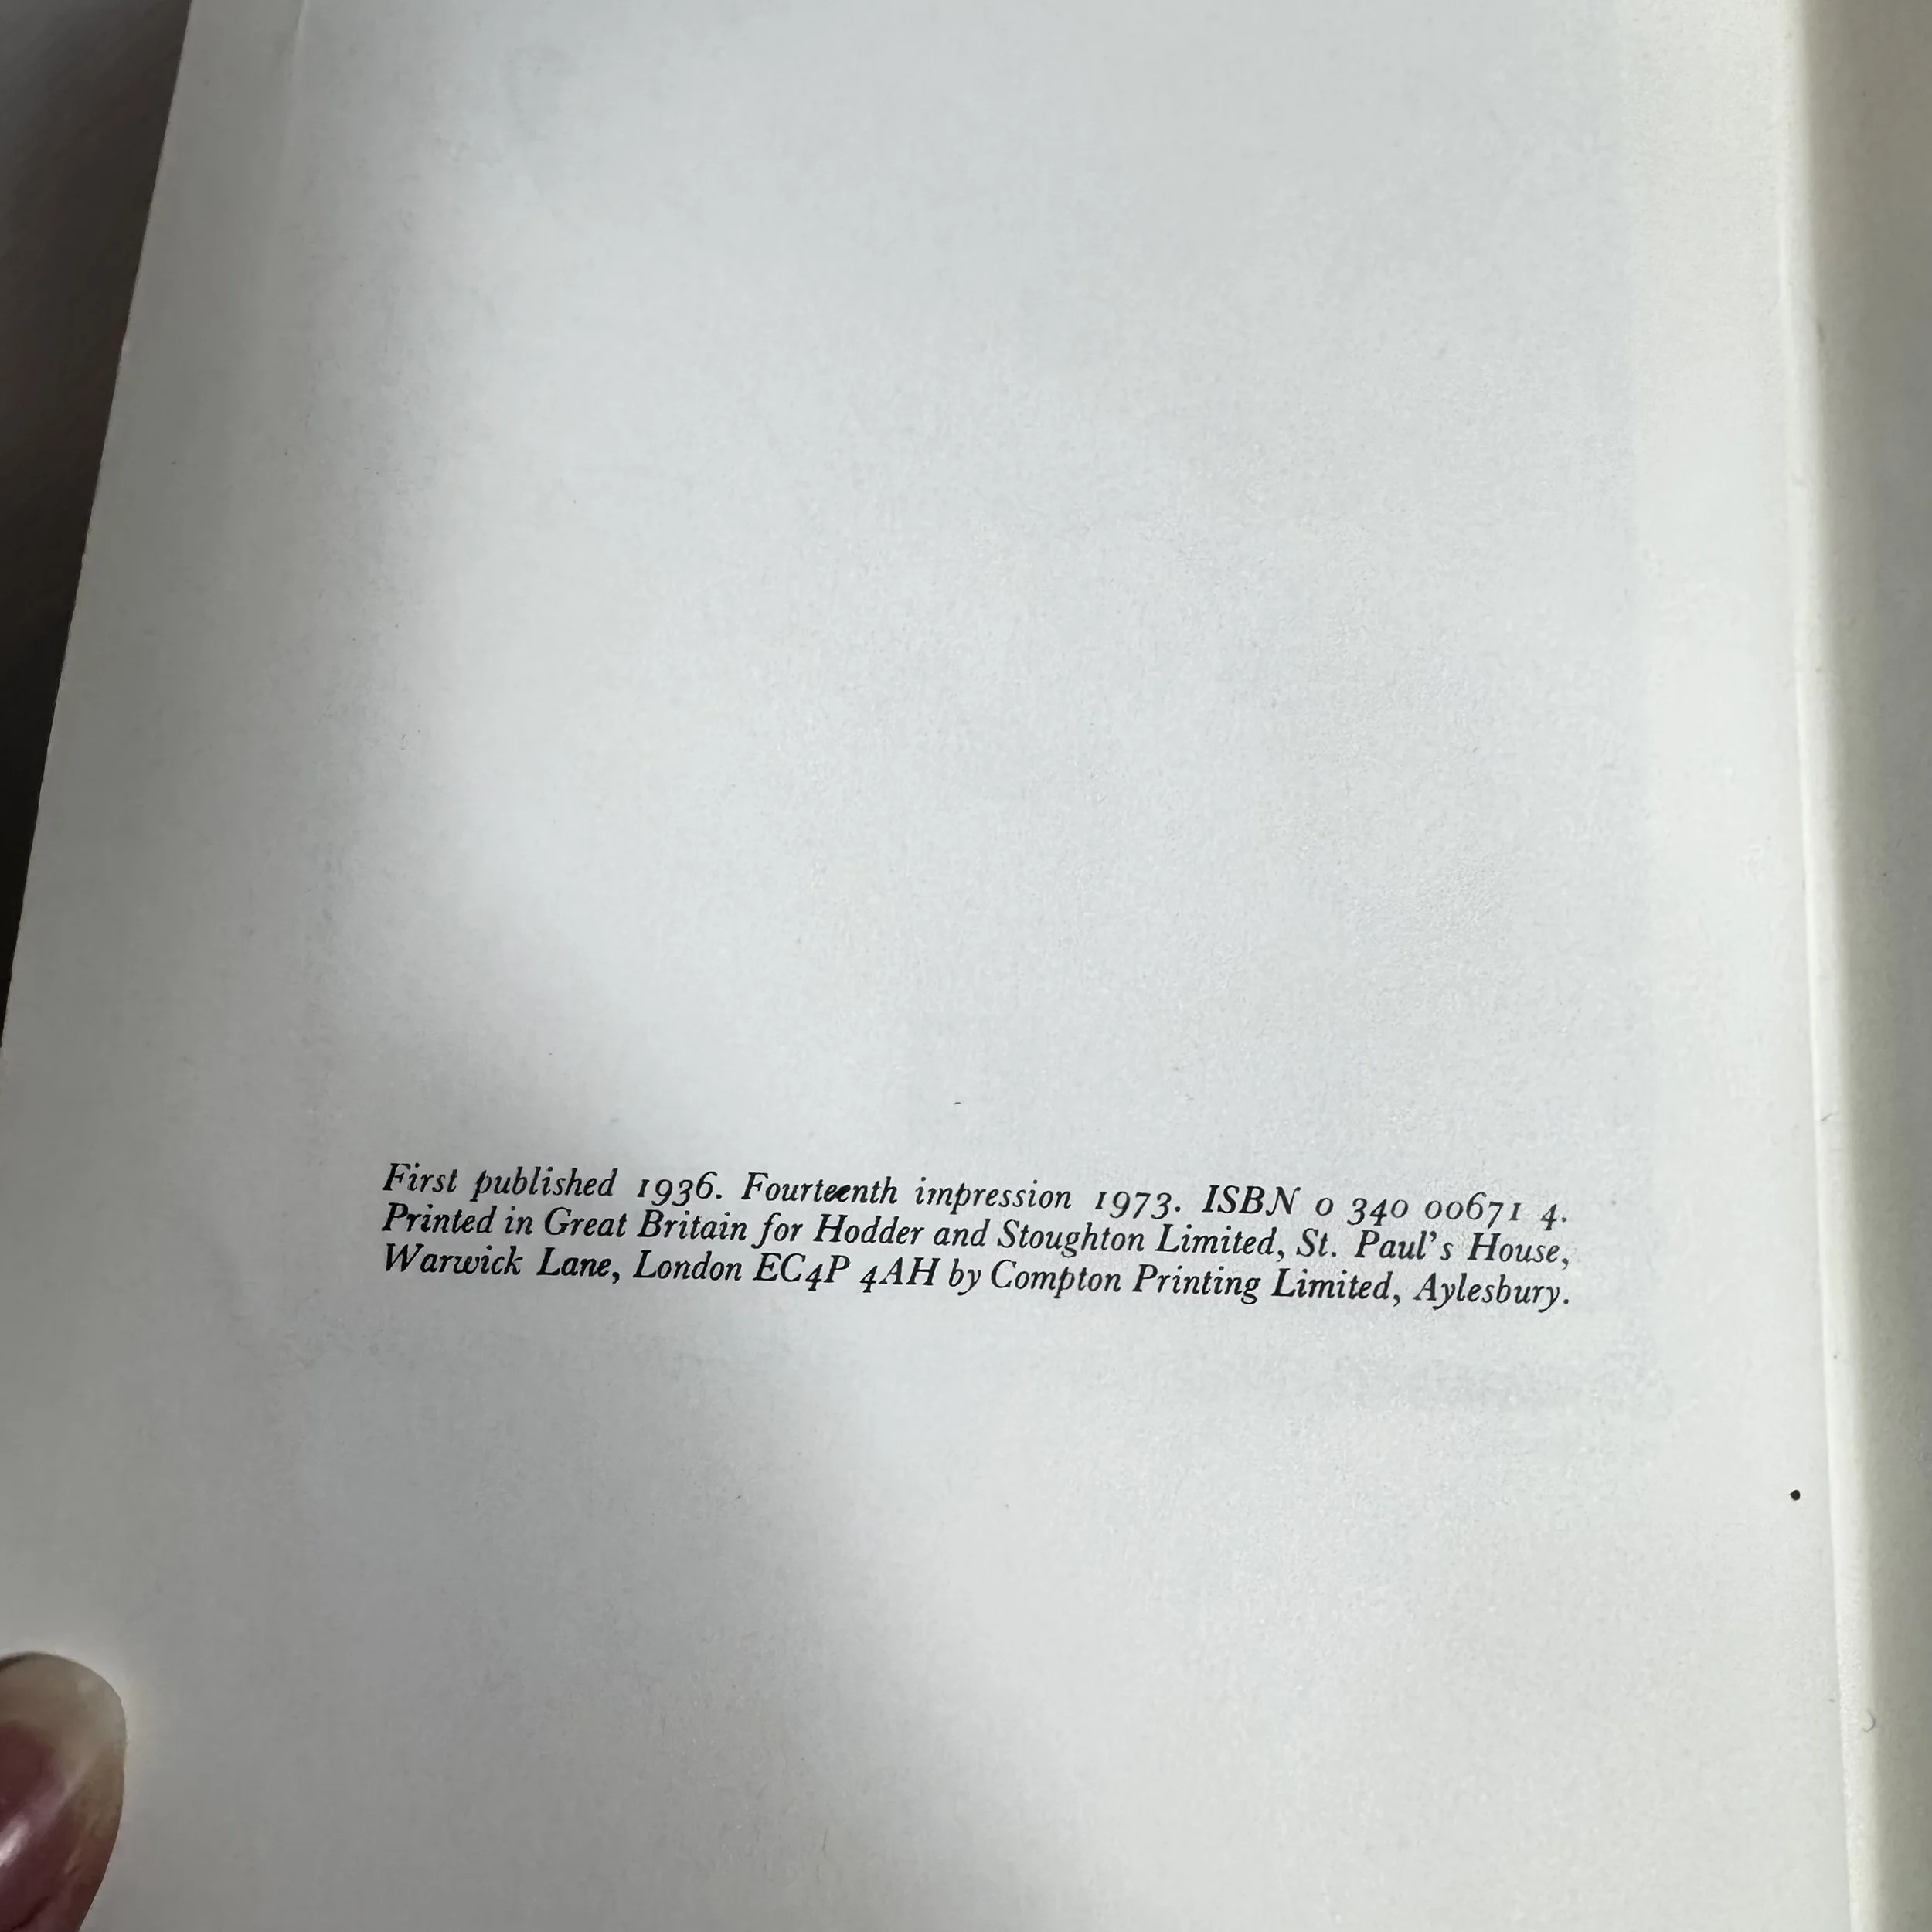 First published 1936. Fourteenth impression 1973. ISBN 0 340 00671 4.
Printed in Great Britain for Hodder and Stoughton Limited, St. Paul's House,
Warwick Lane, London EC4P 4AH by Compton Printing Limited, Aylesbury.